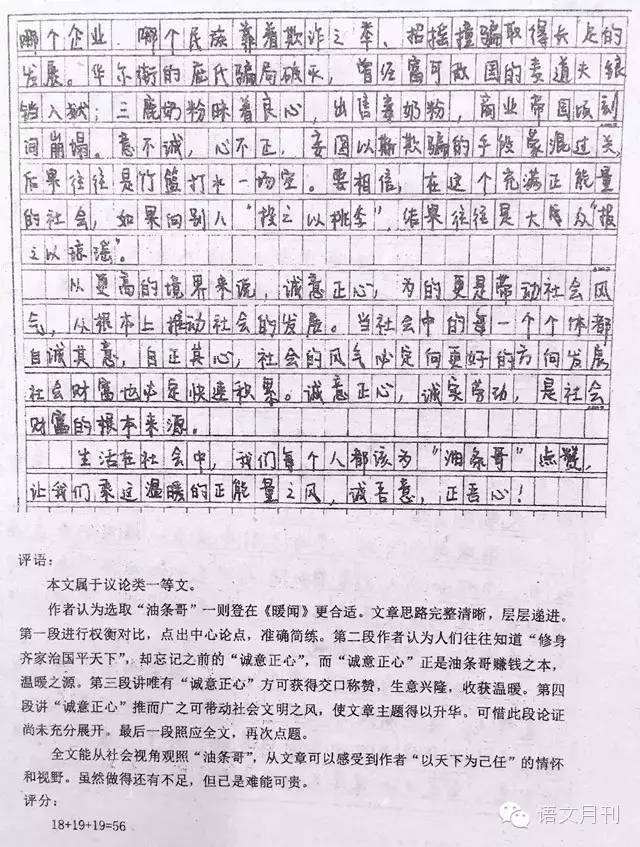 哪个企业、哪个民族靠着欺诈之举、招摇撞骗取得长足的
发展。华尔街的庞氏骗局破灭，曾经富可敌国的麦道夫锒
铛入狱；三鹿奶粉昧着良心，出售毒奶粉，商业帝国顷刻
间崩塌。意不诚，心不正，妄图以斯欺骗的手段蒙混过关，
后果往往是竹篮打水一场空。要相信，在这个充满正能量
的社会，如果向别人“投之以桃李”，结果往往是大众“报
之以琼瑶”。
从更高的境界来说，诚意正心，为的更是带动社会风
气，从根本上推动社会的发展。当社会中的每一个个体都
自诚其意，自正其心，社会的风气必定向更好的方向发展
社会财富也必定快速积累。诚意正心，诚实劳动，是社会
财富的根本来源。
生活在社会中，我们每个人都该为“油条哥”点赞，
让我们乘这温暖的正能量之风，诚吾意，正吾心！
评语：
本文属于议论类一等文。
作者认为选取“油条哥”一则登在《暖闻》更合适。文章思路完整清晰，层层递进。
第一段进行权衡对比，点出中心论点，准确简练。第二段作者认为人们往往知道“修身
齐家治国平天下”，却忘记之前的“诚意正心”，而“诚意正心”正是油条哥赚钱之本，
温暖之源。第三段讲唯有“诚意正心”方可获得交口称赞，生意兴隆，收获温暖。第四
段讲“诚意正心”推而广之可带动社会文明之风，使文章主题得以升华。可惜此段论证
尚未充分展开。最后一段照应全文，再次点题。
全文能从社会视角观照“油条哥”，从文章可以感受到作者“以天下为己任”的情怀
和视野。虽然做得还有不足，但已是难能可贵。
评分：
18+19+19=56
语文月刊